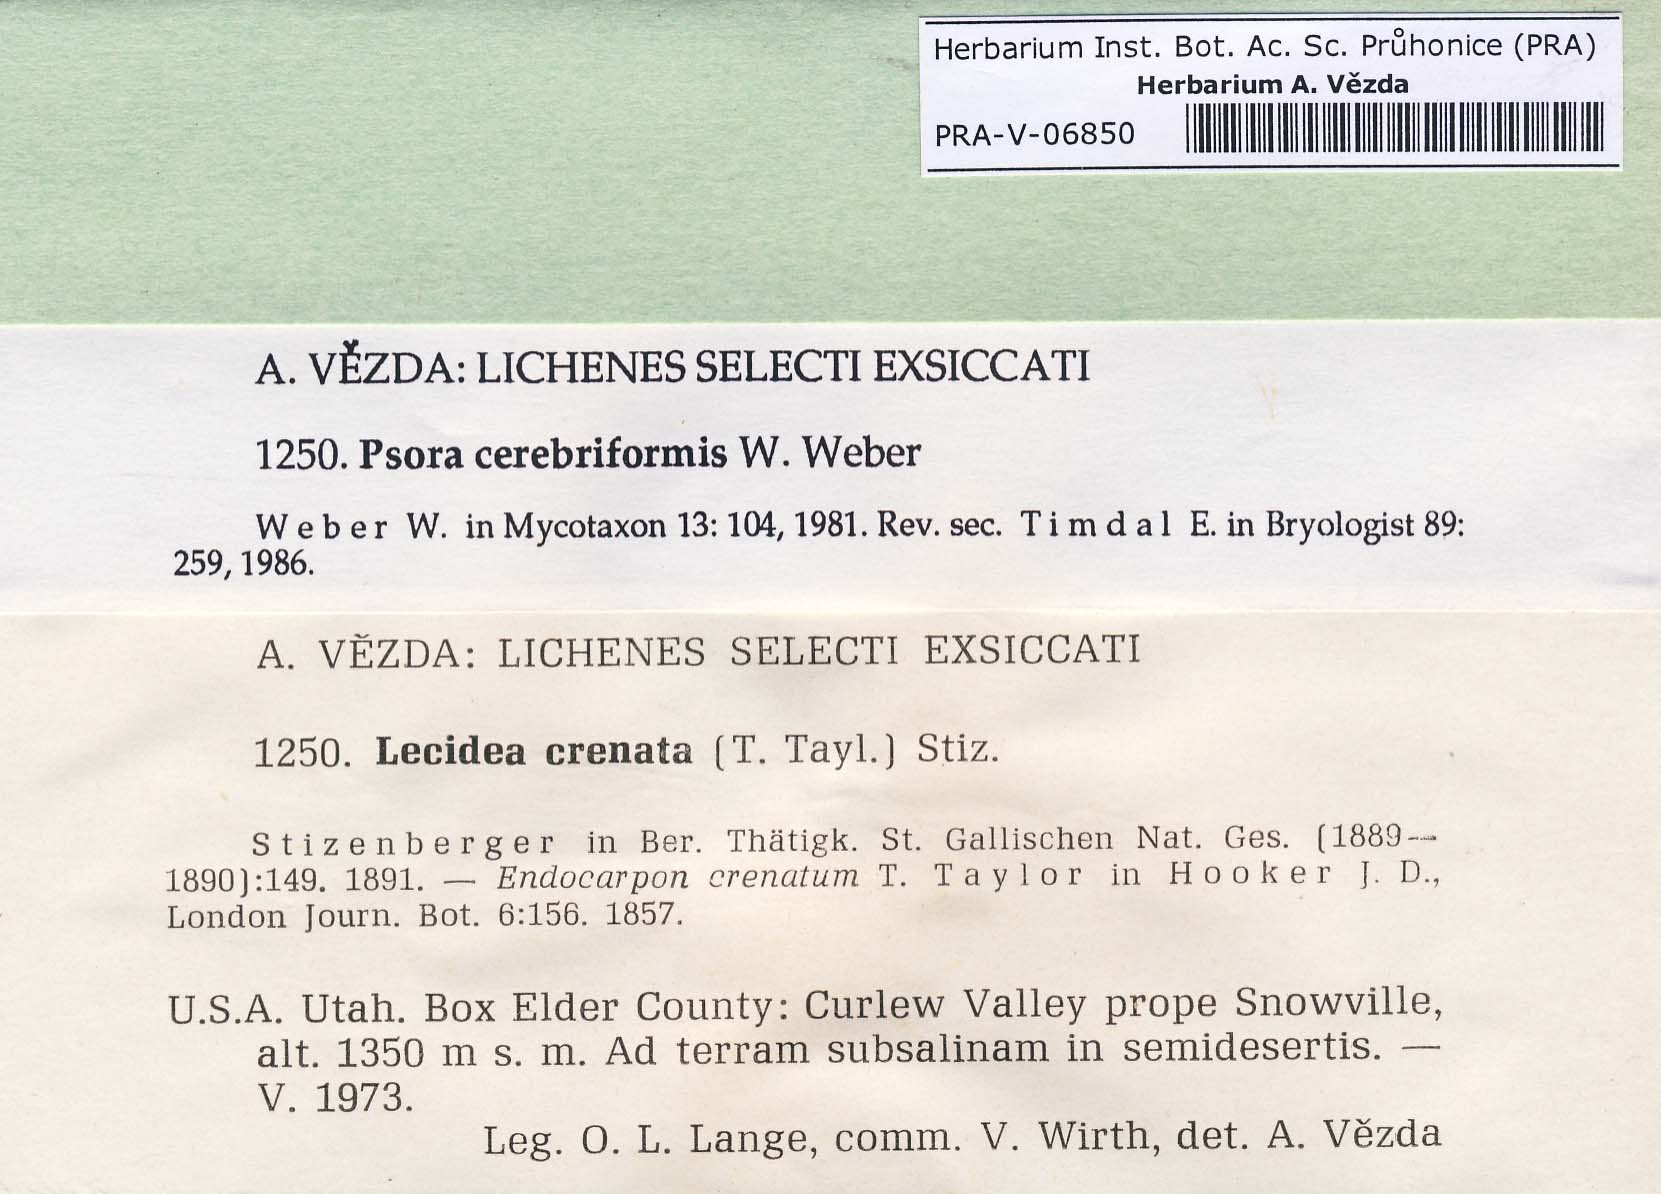 Herbarium Inst. Bot. Ac. Sc. Průhonice (PRA)
Herbarium A. Vězda
PRA-V-06850
A. VĚZDA: LICHENES SELECTI EXSICCATI
1250. Psora cerebriformis W. Weber
Weber W. in Mycotaxon 13: 104, 1981. Rev. sec. Timdal E. in Bryologist 89:
259, 1986.
A. VĚZDA: LICHENES SELECTI EXSICCATI
1250. Lecidea crenata (T. Tayl.) Stiz.
Stizenberger in Ber. Thätigk. St. Gallischen Nat. Ges. (1889—
1890):149. 1891. — Endocarpon crenatum T. Taylor in Hooker J. D.,
London Journ. Bot. 6:156. 1857.
U.S.A. Utah. Box Elder County: Curlew Valley prope Snowville,
alt. 1350 m s. m. Ad terram subsalinam in semidesertis. —
V. 1973.
Leg. O. L. Lange, comm. V. Wirth, det. A. Vězda